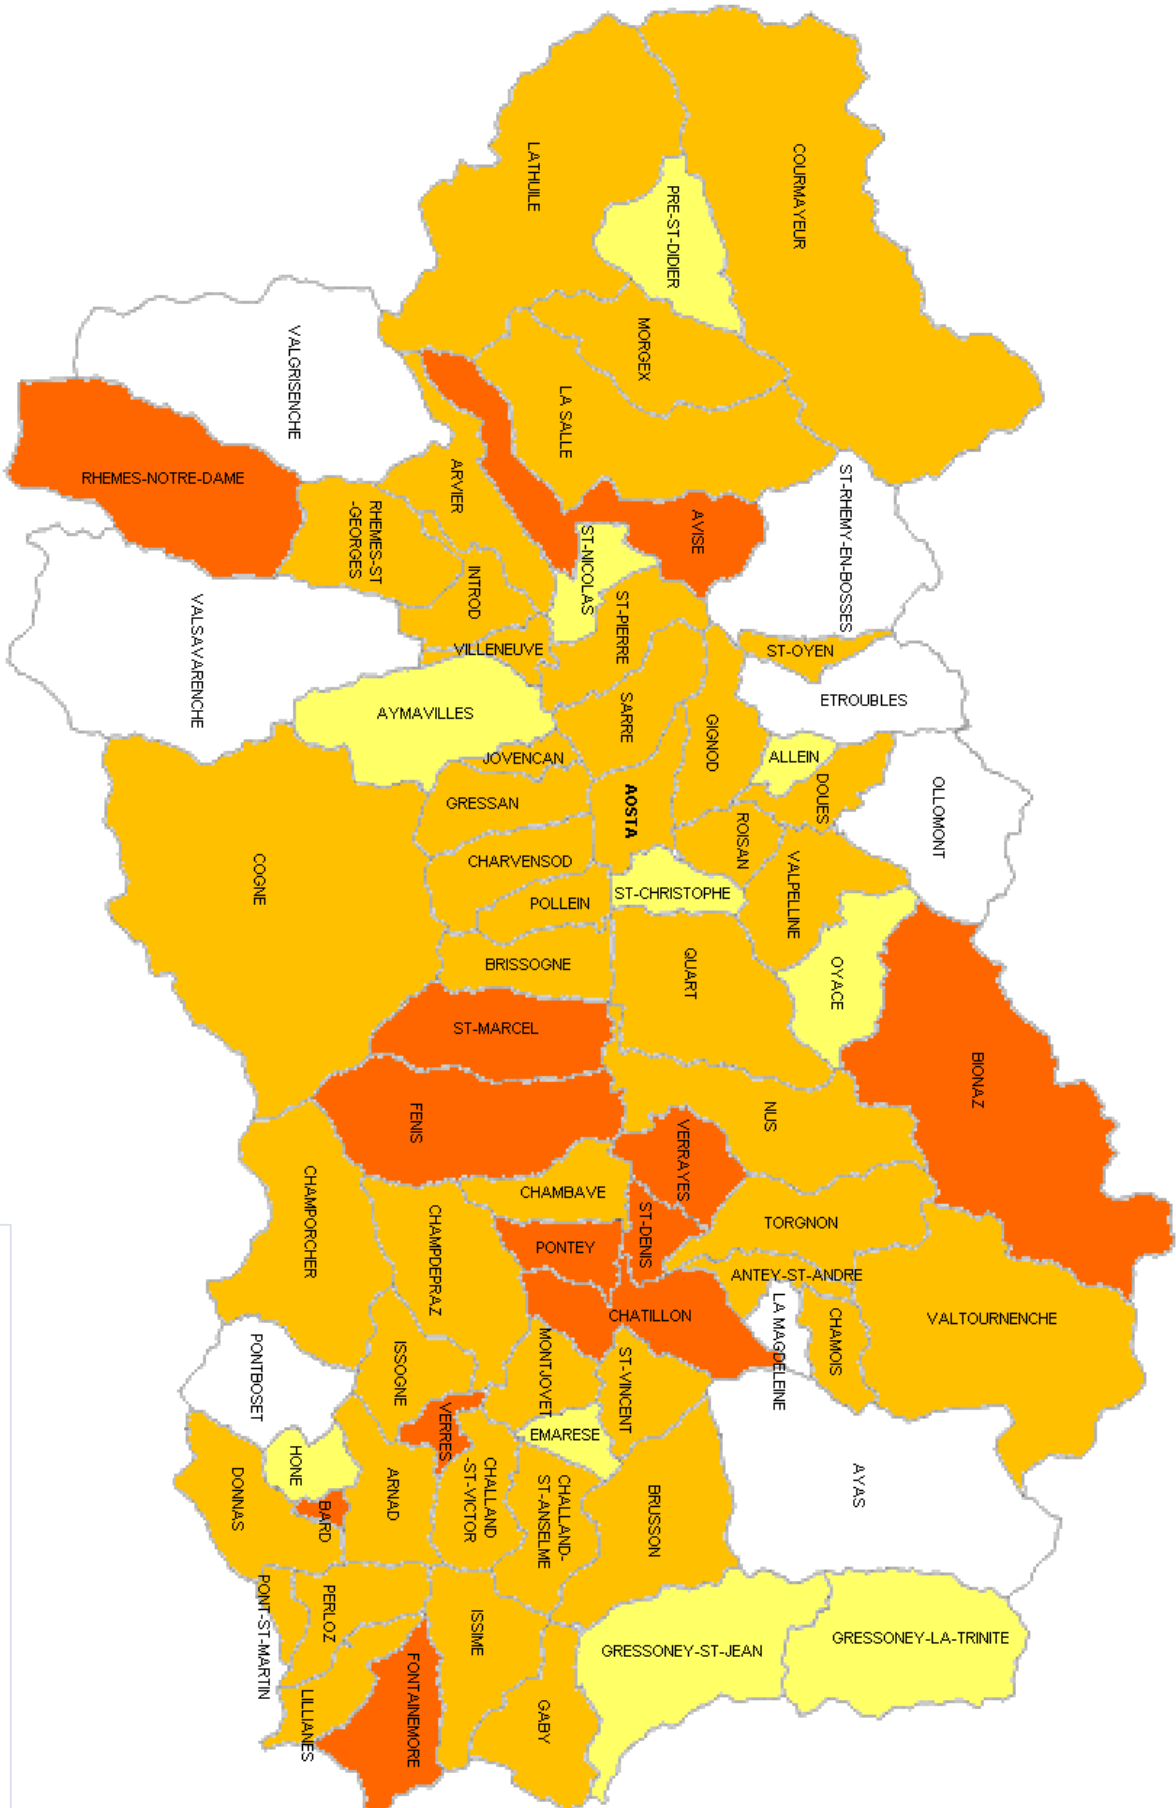 COURMAYEUR
LATHUILE
PRE-ST-DIDIER
MORGEX
LA SALLE
VALGRISENCHE
RHEMES-NOTRE-DAME
ARVIER
AVISE
ST-RHEMY-EN-BOSSES
RHEMES-ST
-GEORGES
INTROD
ST-NICOLAS
ST-PIERRE
VILLENEUVE
ST-OYEN
ETROUBLES
VALSAVARENCHE
AYMAVILLES
SARRE
GIGNOD
ALLEIN
JOVENCAN
GRESSAN
AOSTA
DOUES
OLLOMONT
ROISAN
CHARVENSOD
COGNE
POLLEIN
ST-CHRISTOPHE
VALPELLINE
BRISSOGNE
QUART
OYACE
ST-MARCEL
BIONAZ
FENIS
NUS
VERRAYES
CHAMBAVE
CHAMPORCHER
CHAMPDEPRAZ
PONTEY
ST-DENIS
TORGNON
ANTEY-ST-ANDRE
CHATILLON
LA MAGDELEINE
CHAMOIS
VALTOURNENCHE
PONTBOSET
ISSOGNE
MONTJOVET
ST-VINCENT
VERRES
EMARESE
HONE
DONNAS
BARD
ARNAD
CHALLAND
-ST-VICTOR
CHALLAND-
ST-ANSELME
BRUSSON
AYAS
PONT-ST-MARTIN
PERLOZ
LILLIANES
FONTAINEMORE
ISSIME
GABY
GRESSONEY-ST-JEAN
GRESSONEY-LA-TRINITE